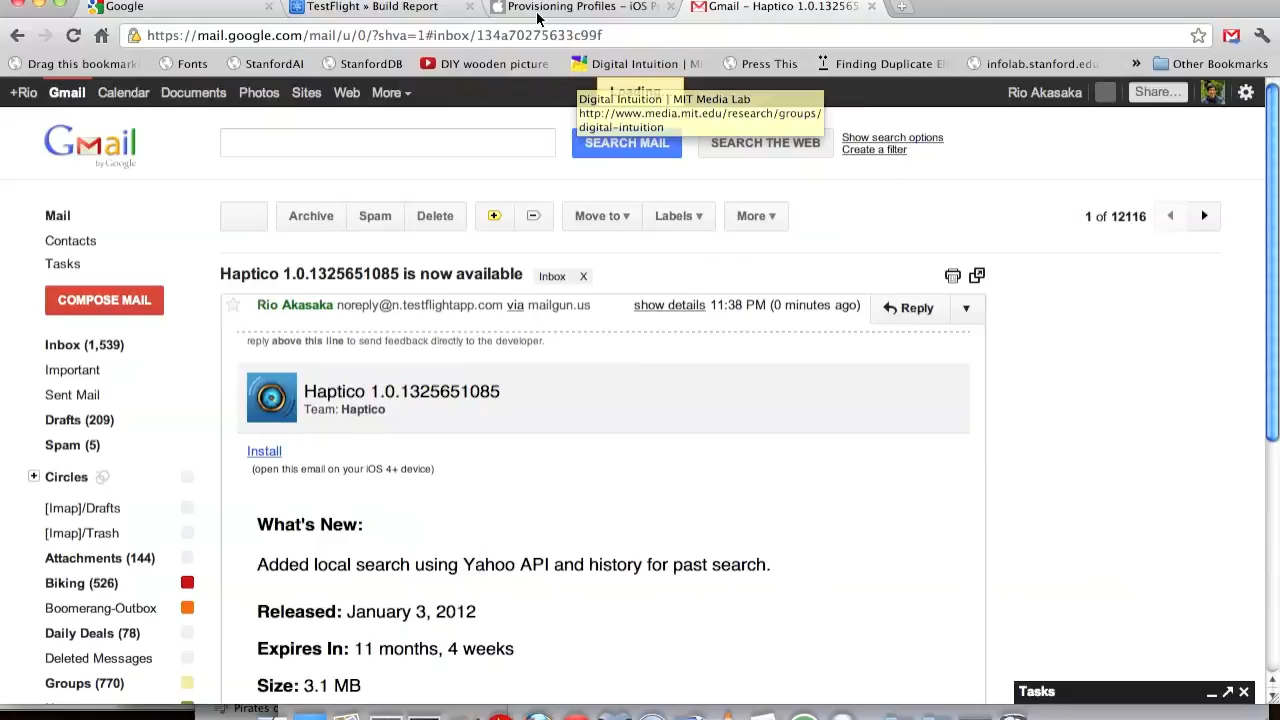 Google
TestFlight » Build Report
Provisioning Profiles – iOS P
Gmail – Haptico 1.0.132565
https://mail.google.com/mail/u/0/?shva=1#inbox/134a70275633c99f
Drag this bookmark
Fonts
StanfordAI
StanfordDB
DIY wooden picture
Digital Intuition | MI
Press This
Finding Duplicate El
infolab.stanford.edu
»
Other Bookmarks
+Rio
Gmail
Calendar
Documents
Photos
Sites
Web
More
Rio Akasaka
Share...
Digital Intuition | MIT Media Lab
http://www.media.mit.edu/research/groups/
digital-intuition
Gmail
by Google
SEARCH MAIL
SEARCH THE WEB
Show search options
Create a filter
Mail
Contacts
Tasks
COMPOSE MAIL
Archive
Spam
Delete
Move to
Labels
More
1 of 12116
Haptico 1.0.1325651085 is now available
Inbox X
Rio Akasaka noreply@n.testflightapp.com via mailgun.us
show details 11:38 PM (0 minutes ago)
Reply
reply above this line to send feedback directly to the developer.
Haptico 1.0.1325651085
Team: Haptico
Install
(open this email on your iOS 4+ device)
What's New:
Added local search using Yahoo API and history for past search.
Released: January 3, 2012
Expires In: 11 months, 4 weeks
Size: 3.1 MB
Inbox (1,539)
Important
Sent Mail
Drafts (209)
Spam (5)
Circles
[Imap]/Drafts
[Imap]/Trash
Attachments (144)
Biking (526)
Boomerang-Outbox
Daily Deals (78)
Deleted Messages
Groups (770)
Tasks
Pirates